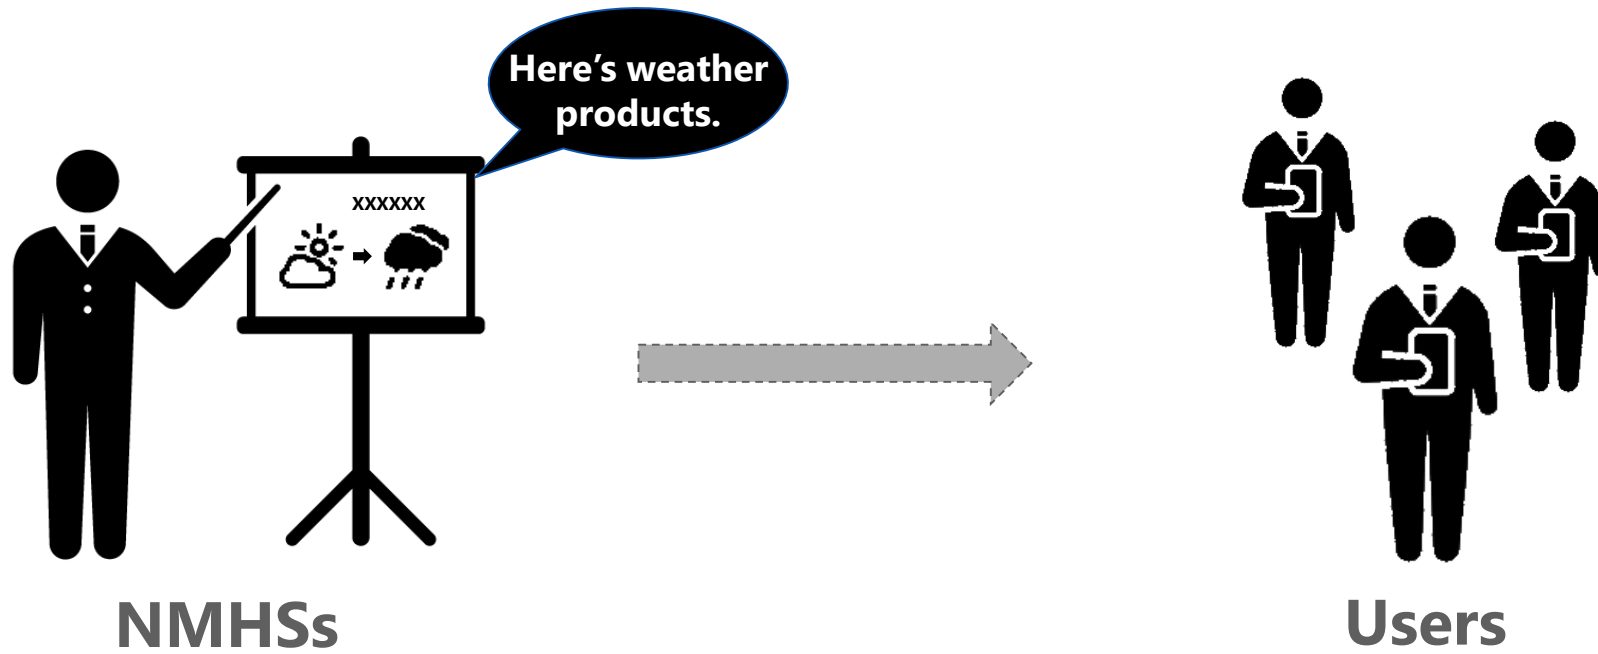 Here’s weather
products.
xxxxxx
NMHSs
Users